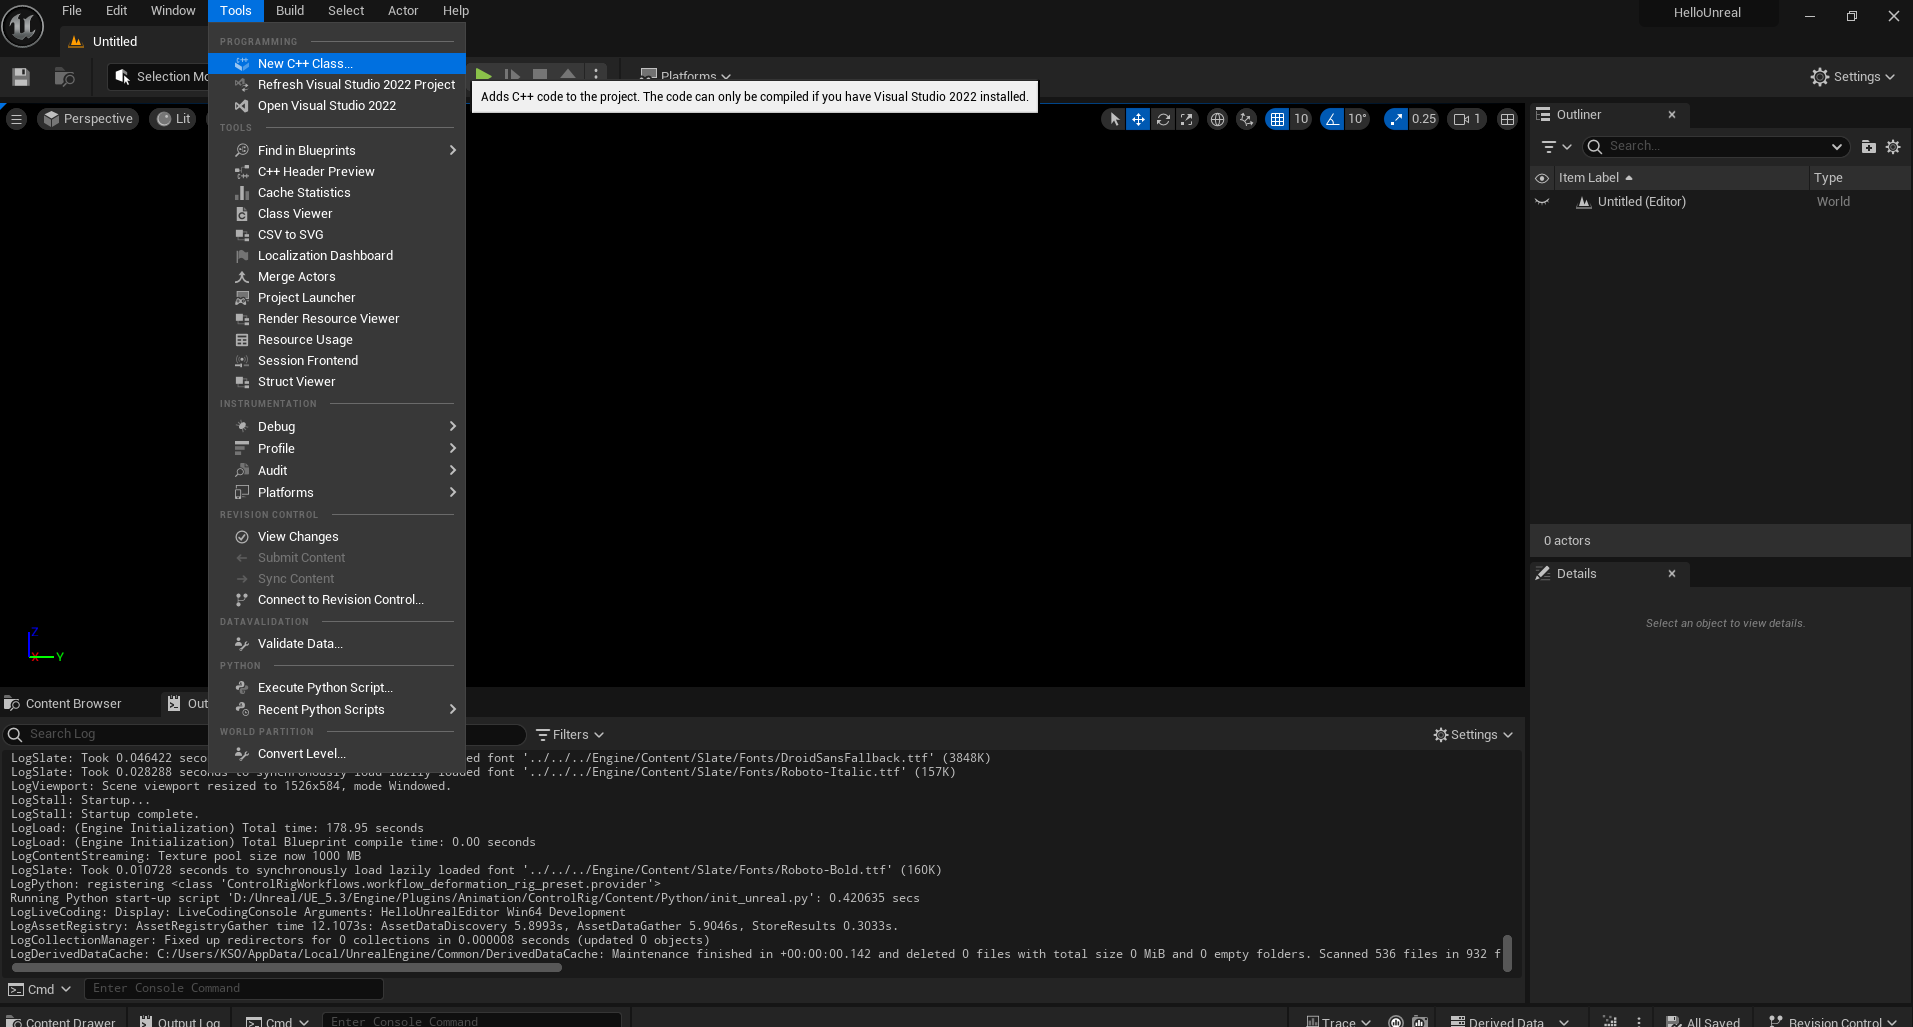 File Edit Window Tools Build Select Actor Help
HelloUnreal
Untitled
PROGRAMMING
New C++ Class...
Refresh Visual Studio 2022 Project
Open Visual Studio 2022
TOOLS
Find in Blueprints
C++ Header Preview
Cache Statistics
Class Viewer
CSV to SVG
Localization Dashboard
Merge Actors
Project Launcher
Render Resource Viewer
Resource Usage
Session Frontend
Struct Viewer
INSTRUMENTATION
Debug
Profile
Audit
Platforms
REVISION CONTROL
View Changes
Submit Content
Sync Content
Connect to Revision Control...
DATAVALIDATION
Validate Data...
PYTHON
Execute Python Script...
Recent Python Scripts
WORLD PARTITION
Convert Level...
Selection Mo
Platforms
Settings
Adds C++ code to the project. The code can only be compiled if you have Visual Studio 2022 installed.
Perspective Lit
10 10° 0.25 1
Z
X Y
Outliner
Search...
Item Label Type
Untitled (Editor) World
0 actors
Details
Select an object to view details.
Content Browser Out
Search Log
Filters
Settings
LogSlate: Took 0.046422 seco ed font '../../../Engine/Content/Slate/Fonts/DroidSansFallback.ttf' (3848K)
LogSlate: Took 0.028288 seconds to synchronously load lazily loaded font '../../../Engine/Content/Slate/Fonts/Roboto-Italic.ttf' (157K)
LogViewport: Scene viewport resized to 1526x584, mode Windowed.
LogStall: Startup...
LogStall: Startup complete.
LogLoad: (Engine Initialization) Total time: 178.95 seconds
LogLoad: (Engine Initialization) Total Blueprint compile time: 0.00 seconds
LogContentStreaming: Texture pool size now 1000 MB
LogSlate: Took 0.010728 seconds to synchronously load lazily loaded font '../../../Engine/Content/Slate/Fonts/Roboto-Bold.ttf' (160K)
LogPython: registering <class 'ControlRigWorkflows.workflow_deformation_rig_preset.provider'>
Running Python start-up script 'D:/Unreal/UE_5.3/Engine/Plugins/Animation/ControlRig/Content/Python/init_unreal.py': 0.420635 secs
LogLiveCoding: Display: LiveCodingConsole Arguments: HelloUnrealEditor Win64 Development
LogAssetRegistry: AssetRegistryGather time 12.1073s: AssetDataDiscovery 5.8993s, AssetDataGather 5.9046s, StoreResults 0.3033s.
LogCollectionManager: Fixed up redirectors for 0 collections in 0.000008 seconds (updated 0 objects)
LogDerivedDataCache: C:/Users/KSO/AppData/Local/UnrealEngine/Common/DerivedDataCache: Maintenance finished in +00:00:00.142 and deleted 0 files with total size 0 MiB and 0 empty folders. Scanned 536 files in 932 f
Cmd Enter Console Command
Content Drawer Output Log Cmd Enter Console Command Trace Derived Data All Saved Revision Control